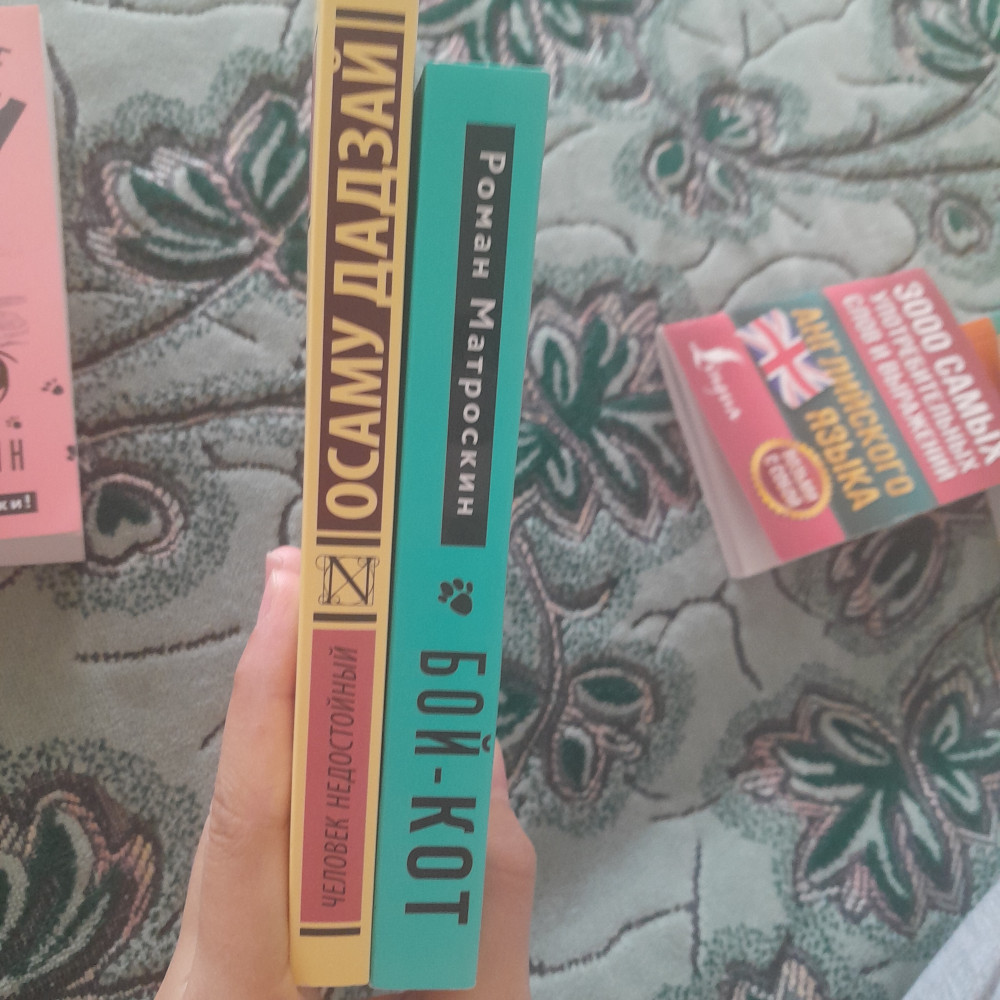 ОСАМУ ДАДЗАЙ
ЧЕЛОВЕК НЕДОСТОЙНЫЙ
Роман Матроскин
БОЙ-КОТ
3000 САМЫХ
УПОТРЕБИТЕЛЬНЫХ
СЛОВ И ВЫРАЖЕНИЙ
АНГЛИЙСКОГО
ЯЗЫКА